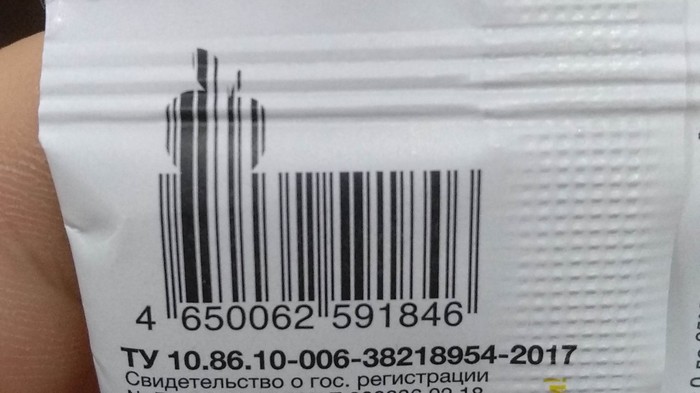 4 650062 591846
ТУ 10.86.10-006-38218954-2017
Свидетельство о гос. регистрации